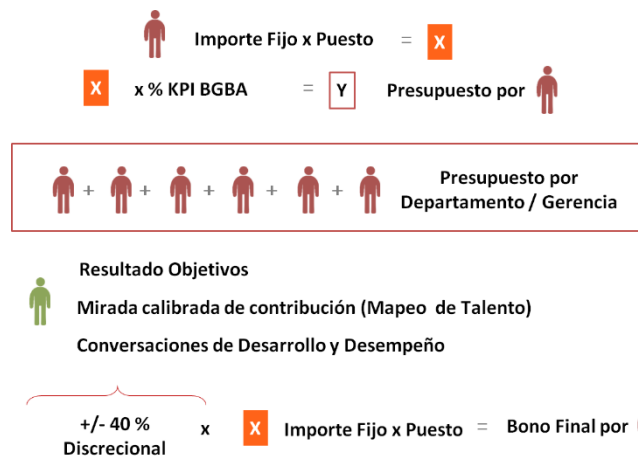 Importe Fijo x Puesto = X
X x % KPI BGBA = Y Presupuesto por
+ + + + + Presupuesto por
Departamento / Gerencia
Resultado Objetivos
Mirada calibrada de contribución (Mapeo de Talento)
Conversaciones de Desarrollo y Desempeño
+/- 40 % x X Importe Fijo x Puesto = Bono Final por
Discrecional